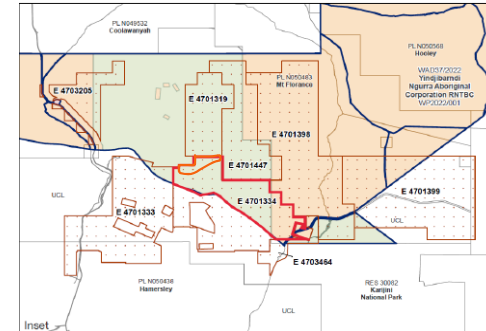 PL N049532
Coolawanyah
PL N050568
Hooley
WAD37/2022
Yindjibarndi
Ngurra Aboriginal
Corporation RNTBC
WP2022/001
E 4703205
PL N050483
Mt Florance
E 4701319
E 4701398
E 4701447
UCL
E 4701399
E 4701334
E 4701333
UCL
E 4703464
PL N050438
Hamersley
RES 30082
Karijini
National Park
UCL
Inset